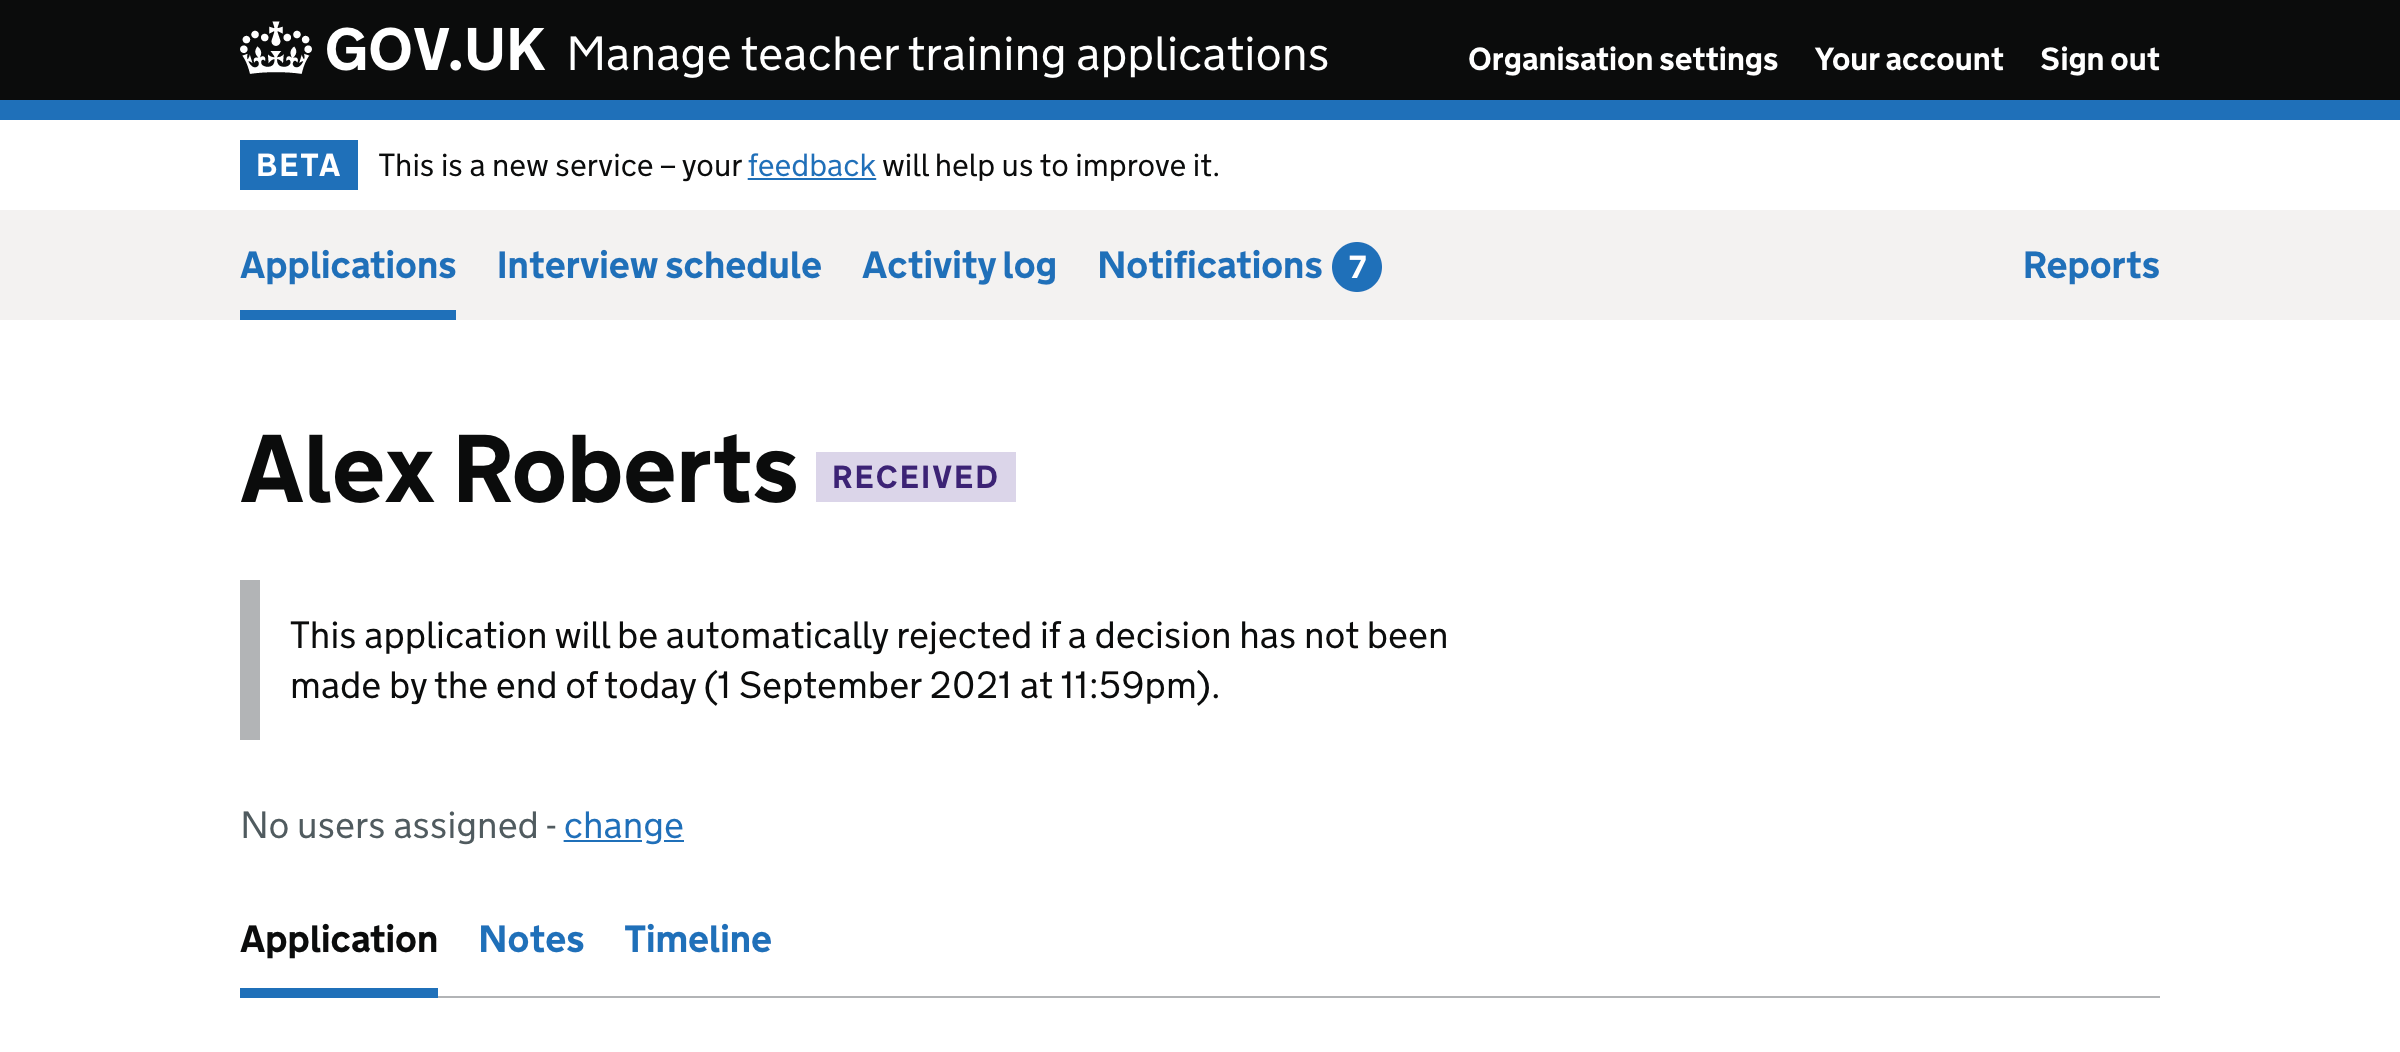 GOV.UK Manage teacher training applications Organisation settings Your account Sign out
BETA This is a new service – your feedback will help us to improve it.
Applications Interview schedule Activity log Notifications 7 Reports
Alex Roberts RECEIVED
This application will be automatically rejected if a decision has not been
made by the end of today (1 September 2021 at 11:59pm).
No users assigned - change
Application Notes Timeline